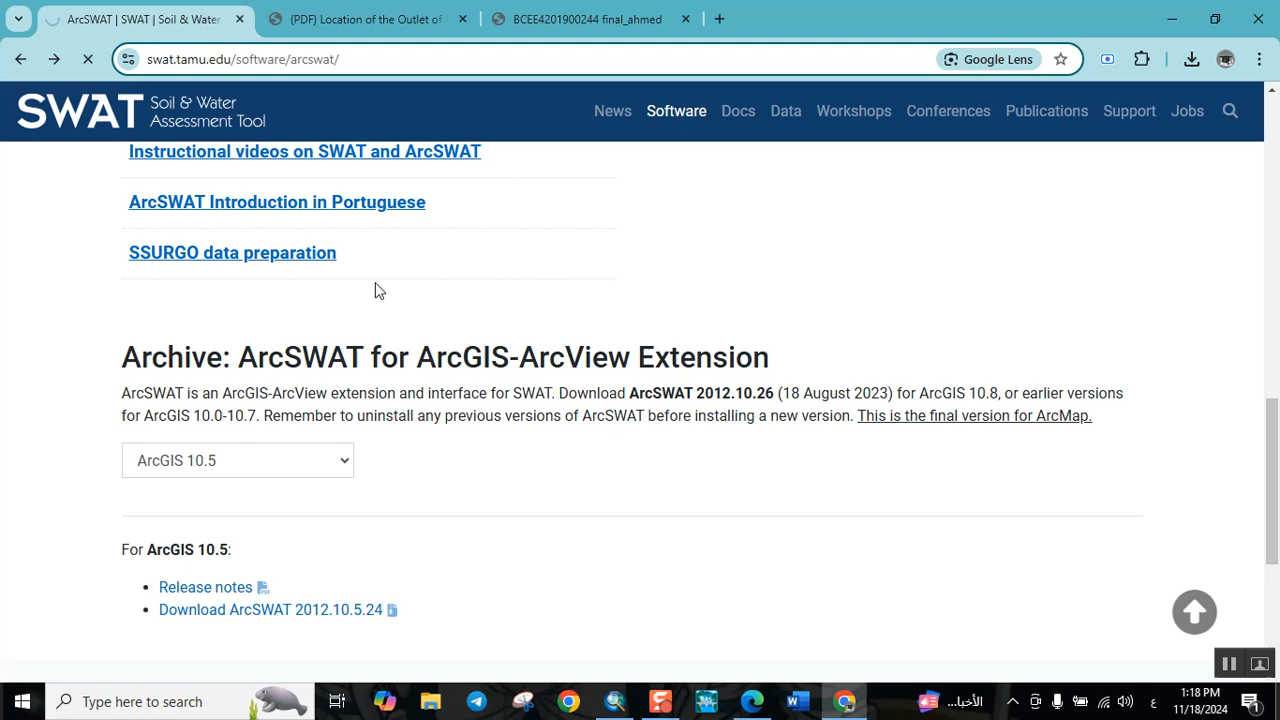 ArcSWAT | SWAT | Soil & Water
(PDF) Location of the Outlet of
BCEE4201900244 final_ahmed
swat.tamu.edu/software/arcswat/
Google Lens
SWAT Soil & Water Assessment Tool
News Software Docs Data Workshops Conferences Publications Support Jobs
Instructional videos on SWAT and ArcSWAT
ArcSWAT Introduction in Portuguese
SSURGO data preparation
Archive: ArcSWAT for ArcGIS-ArcView Extension
ArcSWAT is an ArcGIS-ArcView extension and interface for SWAT. Download ArcSWAT 2012.10.26 (18 August 2023) for ArcGIS 10.8, or earlier versions
for ArcGIS 10.0-10.7. Remember to uninstall any previous versions of ArcSWAT before installing a new version. This is the final version for ArcMap.
ArcGIS 10.5
For ArcGIS 10.5:
• Release notes
• Download ArcSWAT 2012.10.5.24
Type here to search
الأخبا...
ع
1:18 PM
11/18/2024
1